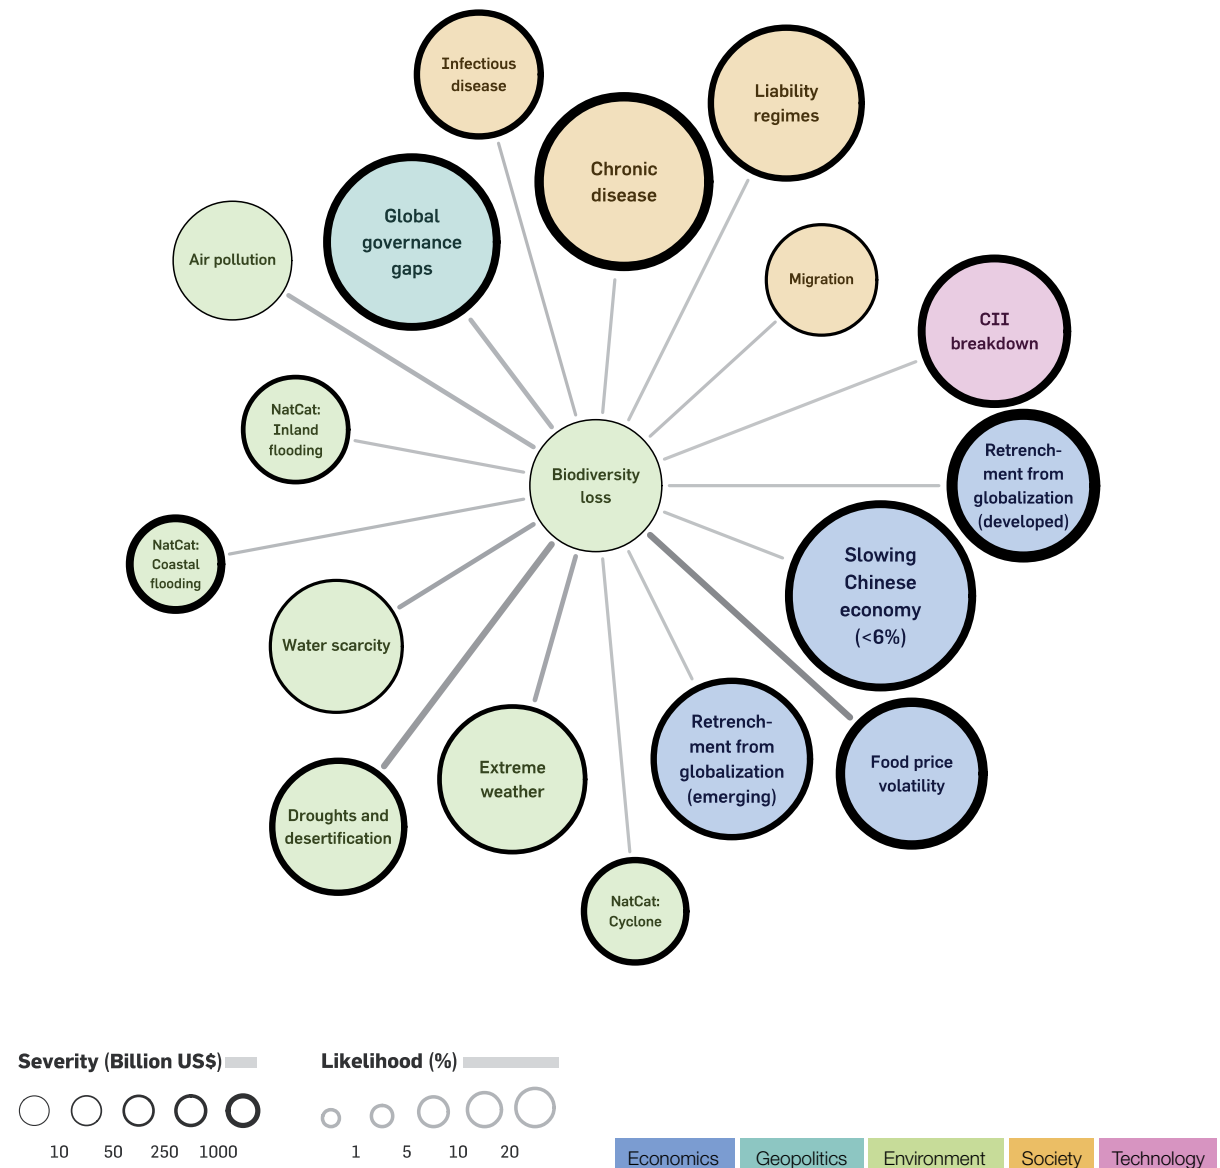 Infectious
disease
Liability
regimes
Chronic
disease
Global
governance
gaps
Air pollution
Migration
CII
breakdown
NatCat:
Inland
flooding
Biodiversity
loss
Retrench-
ment from
globalization
(developed)
NatCat:
Coastal
flooding
Slowing
Chinese
economy
(<6%)
Water scarcity
Retrench-
ment from
globalization
(emerging)
Food price
volatility
Extreme
weather
Droughts and
desertification
NatCat:
Cyclone
Severity (Billion US$)
10 50 250 1000
Likelihood (%)
1 5 10 20
Economics Geopolitics Environment Society Technology